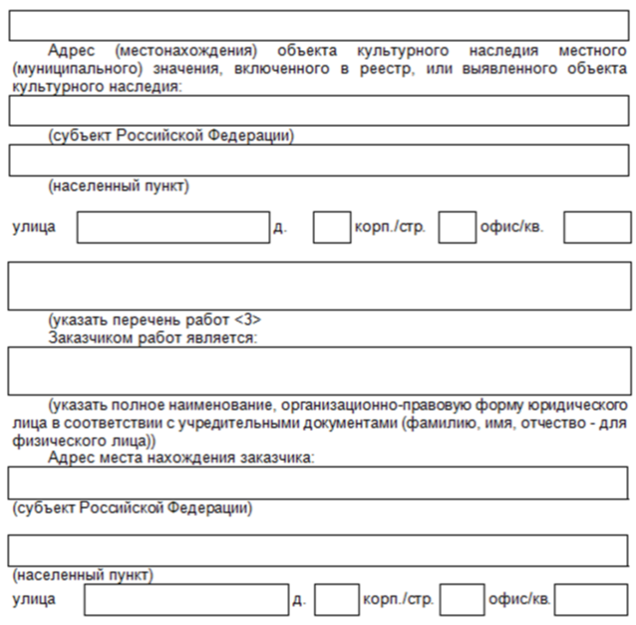 Адрес (местонахождения) объекта культурного наследия местного
(муниципального) значения, включенного в реестр, или выявленного объекта
культурного наследия:
(субъект Российской Федерации)
(населенный пункт)
улица д. корп./стр. офис/кв.
(указать перечень работ <3>
Заказчиком работ является:
(указать полное наименование, организационно-правовую форму юридического
лица в соответствии с учредительными документами (фамилию, имя, отчество - для
физического лица))
Адрес места нахождения заказчика:
(субъект Российской Федерации)
(населенный пункт)
улица д. корп./стр. офис/кв.